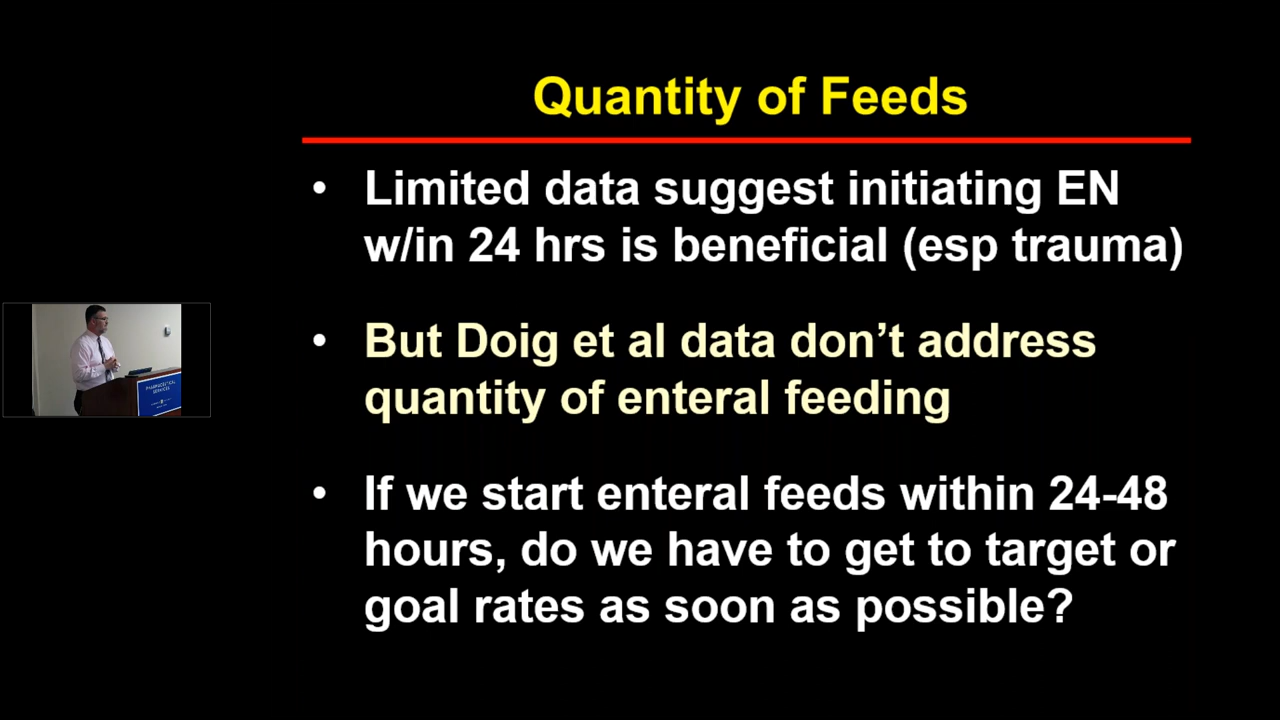 Quantity of Feeds
• Limited data suggest initiating EN
w/in 24 hrs is beneficial (esp trauma)
• But Doig et al data don't address
quantity of enteral feeding
• If we start enteral feeds within 24-48
hours, do we have to get to target or
goal rates as soon as possible?
PHARMACEUTICAL
SERVICES